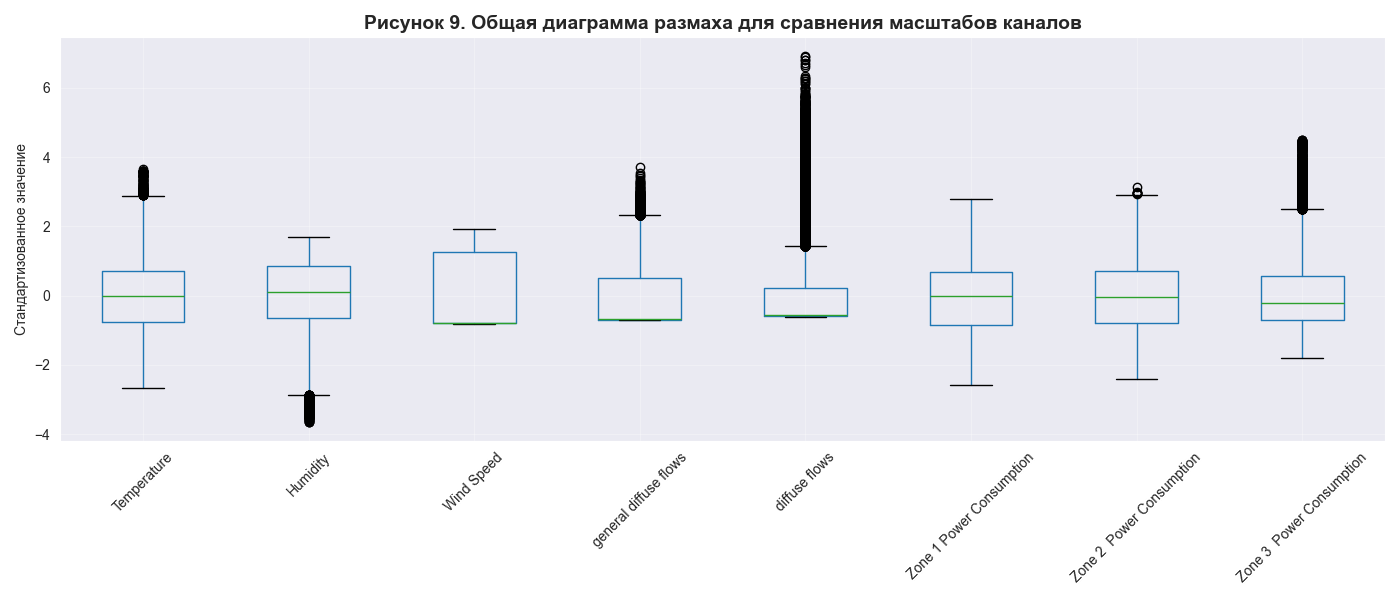 Рисунок 9. Общая диаграмма размаха для сравнения масштабов каналов
Стандартизованное значение
6
4
2
0
−2
−4
Temperature
Humidity
Wind Speed
general diffuse flows
diffuse flows
Zone 1 Power Consumption
Zone 2  Power Consumption
Zone 3  Power Consumption